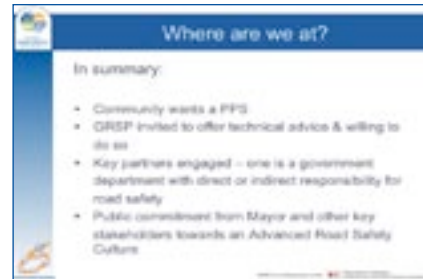 Where are we at?
In summary:
• Community wants a PPS
• GRSP invited to offer technical advice & willing to
do so
• Key partners engaged – one is a government
department with direct or indirect responsibility for
road safety
• Public commitment from Mayor and other key
stakeholders towards an Advanced Road Safety
Culture